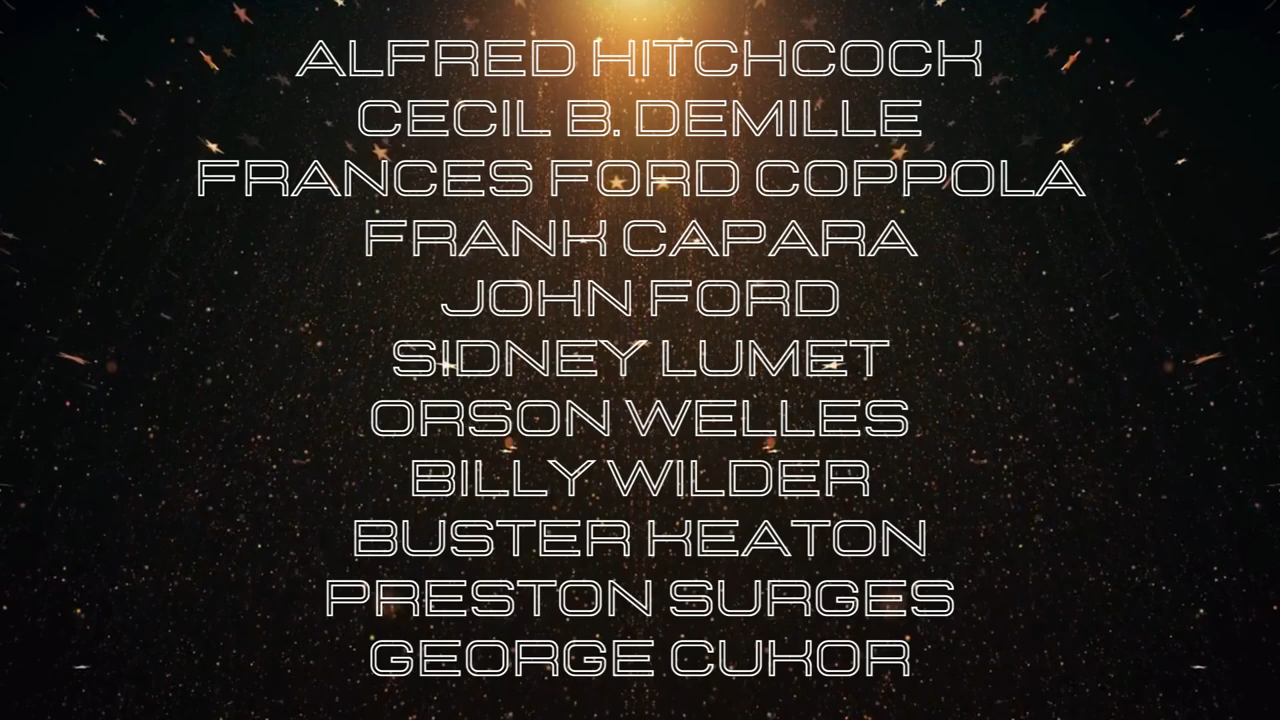 ALFRED HITCHCOCK
CECIL B. DEMILLE
FRANCES FORD COPPOLA
FRANK CAPARA
JOHN FORD
SIDNEY LUMET
ORSON WELLES
BILLY WILDER
BUSTER KEATON
PRESTON SURGES
GEORGE CUKOR